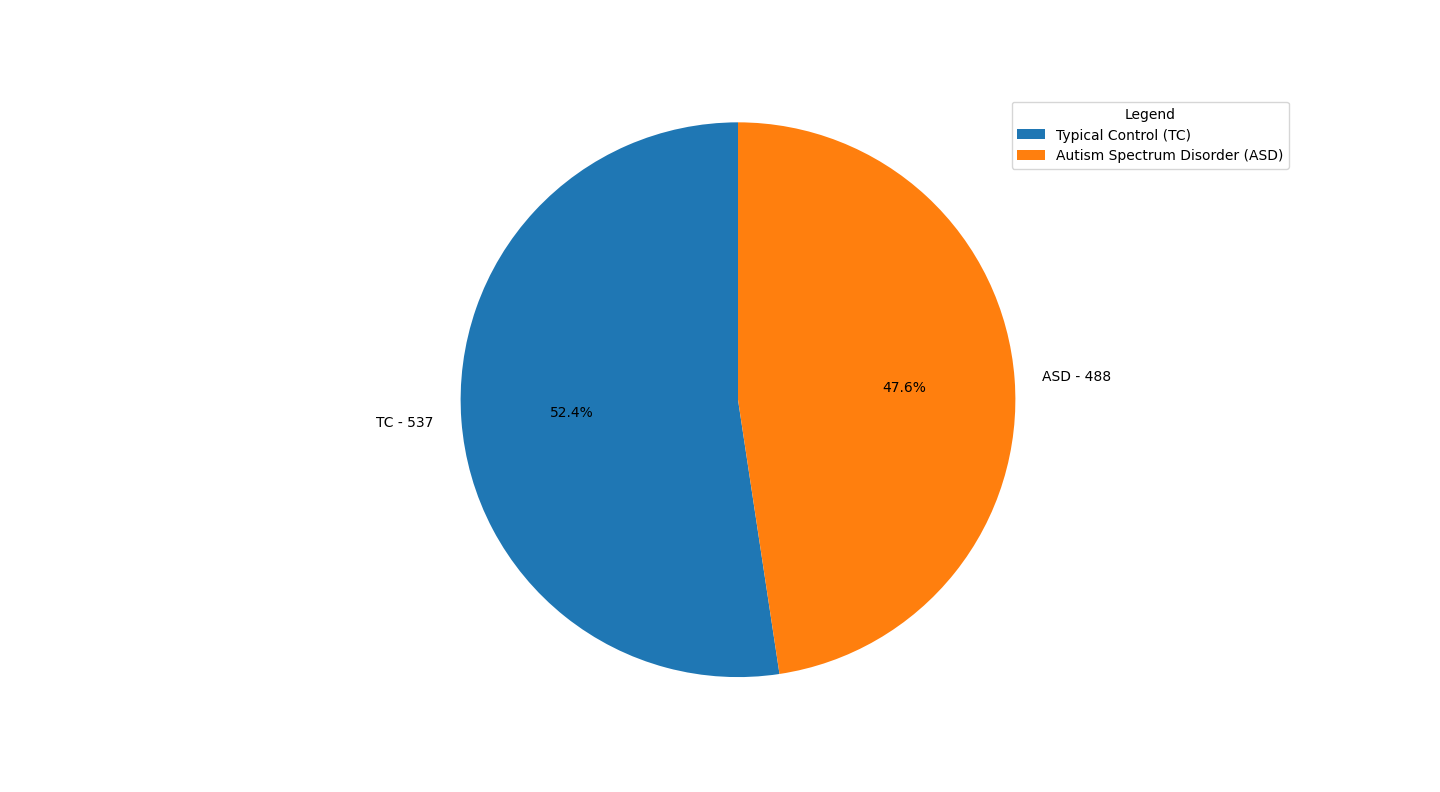 Legend
Typical Control (TC)
Autism Spectrum Disorder (ASD)
47.6%
ASD - 488
52.4%
TC - 537